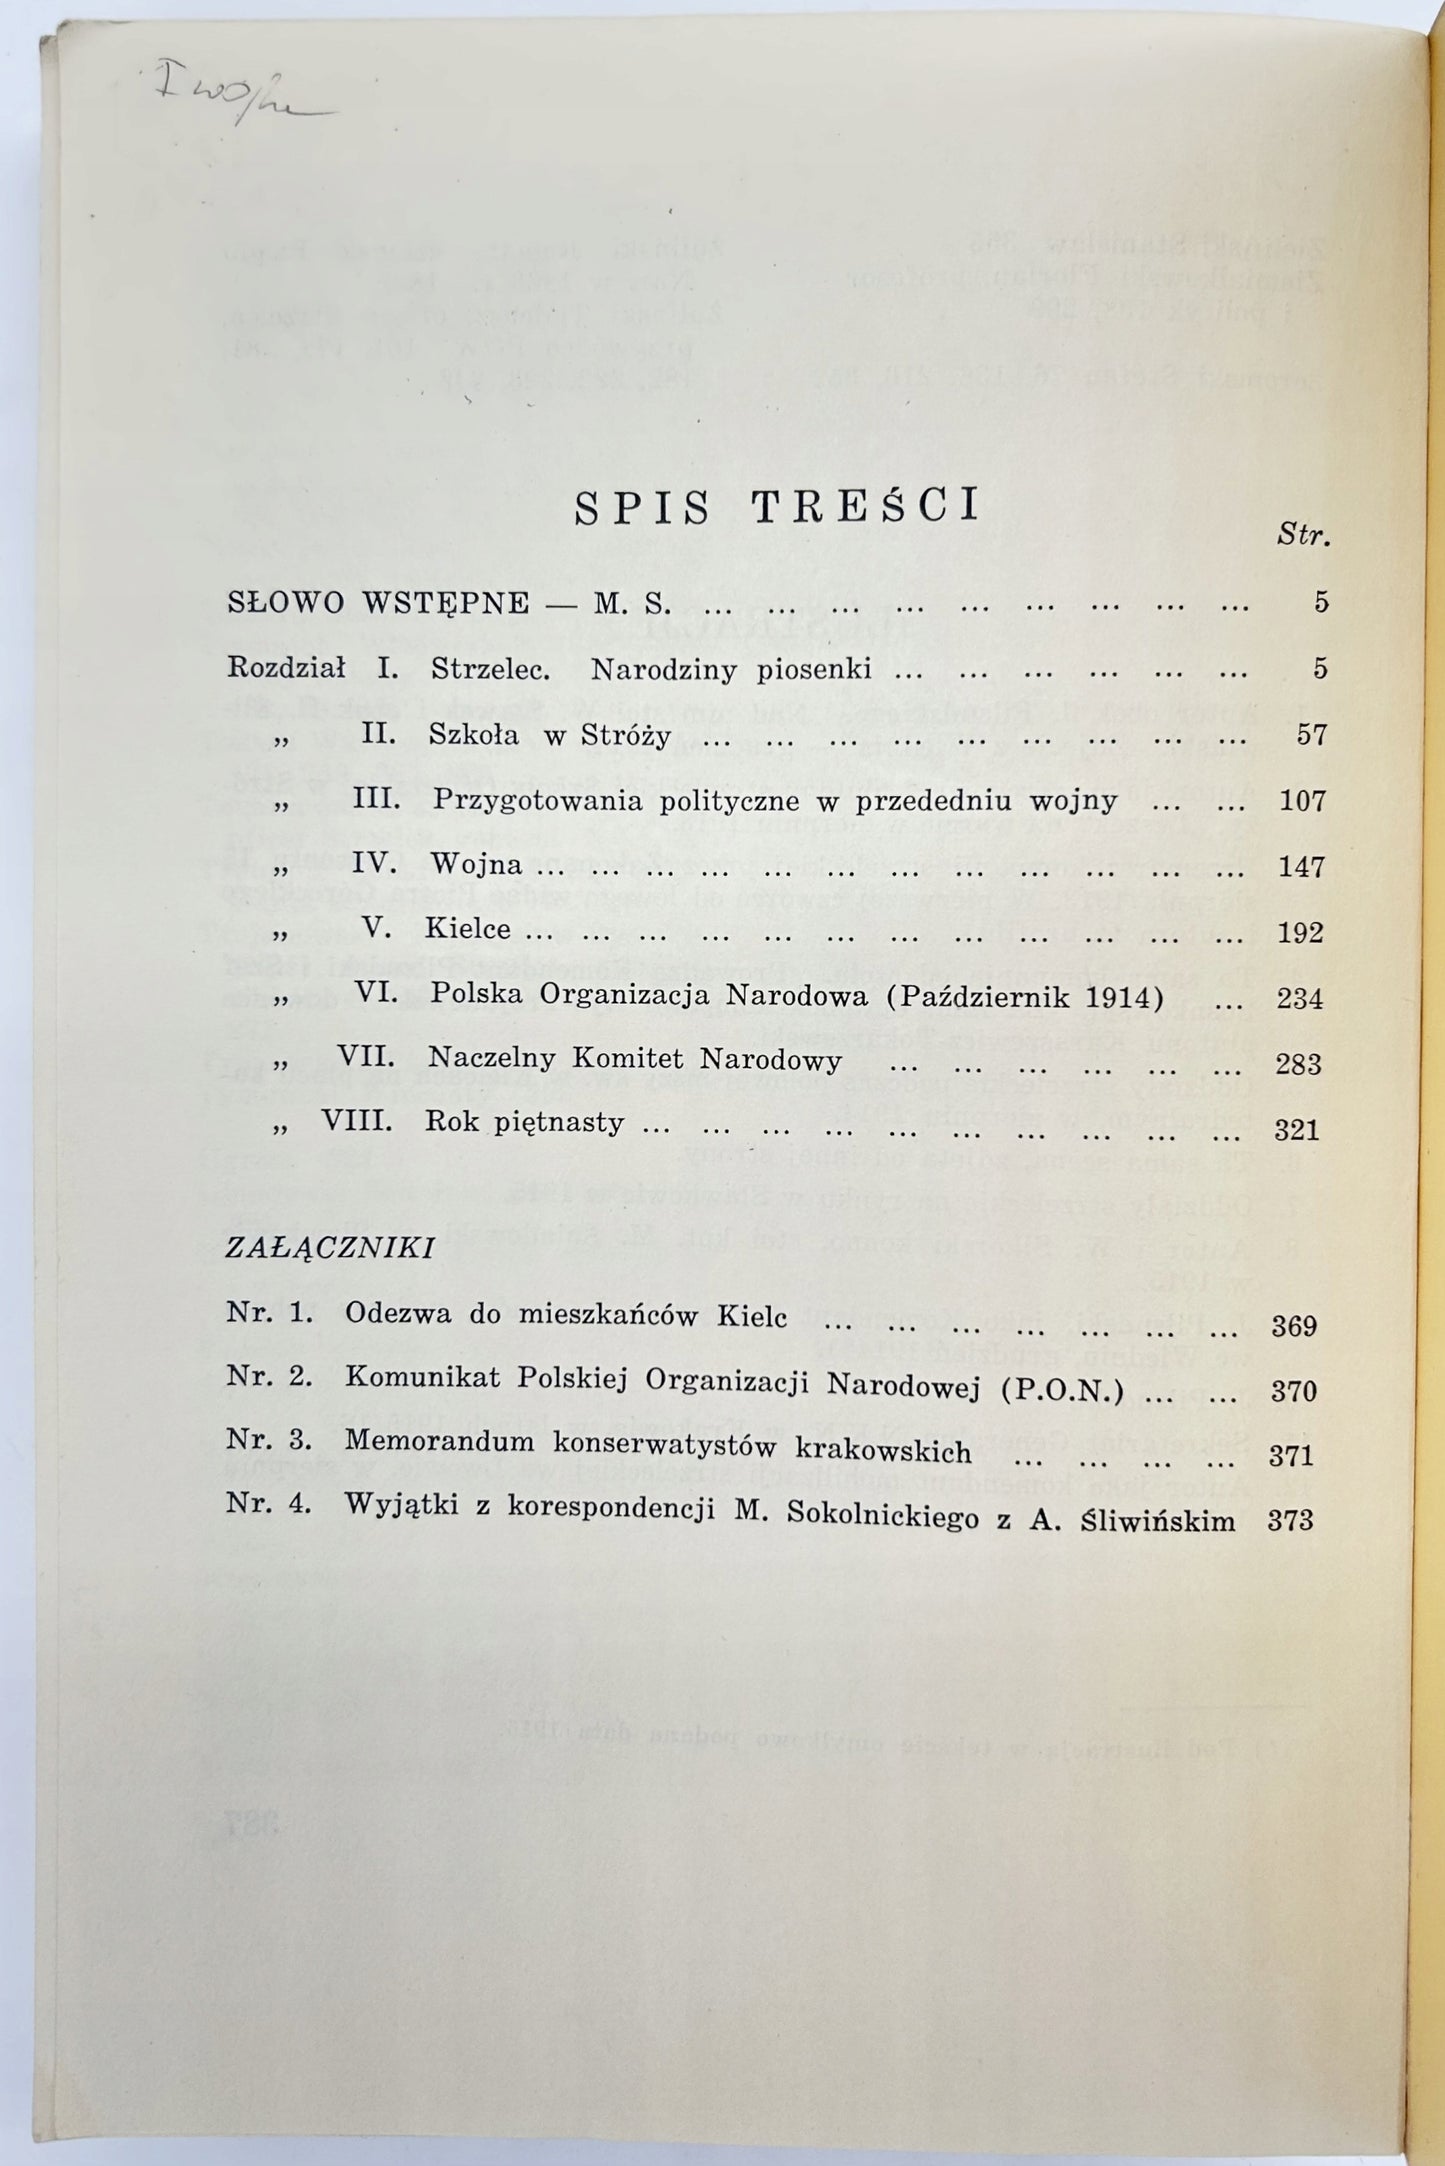 I wojna
SPIS TREŚCI
Str.
SŁOWO WSTĘPNE — M. S. ... ... ... ... ... ... ... ... ... 5
Rozdział I. Strzelec. Narodziny piosenki ... ... ... ... ... ... 5
„ II. Szkoła w Stróży ... ... ... ... ... ... ... ... ... 57
„ III. Przygotowania polityczne w przededniu wojny ... ... 107
„ IV. Wojna ... ... ... ... ... ... ... ... ... ... ... ... 147
„ V. Kielce ... ... ... ... ... ... ... ... ... ... ... ... 192
„ VI. Polska Organizacja Narodowa (Październik 1914) ... 234
„ VII. Naczelny Komitet Narodowy ... ... ... ... ... ... 283
„ VIII. Rok piętnasty ... ... ... ... ... ... ... ... ... ... 321
ZAŁĄCZNIKI
Nr. 1. Odezwa do mieszkańców Kielc ... ... ... ... ... ... ... 369
Nr. 2. Komunikat Polskiej Organizacji Narodowej (P.O.N.) ... ... 370
Nr. 3. Memorandum konserwatystów krakowskich ... ... ... ... 371
Nr. 4. Wyjątki z korespondencji M. Sokolnickiego z A. Śliwińskim 373